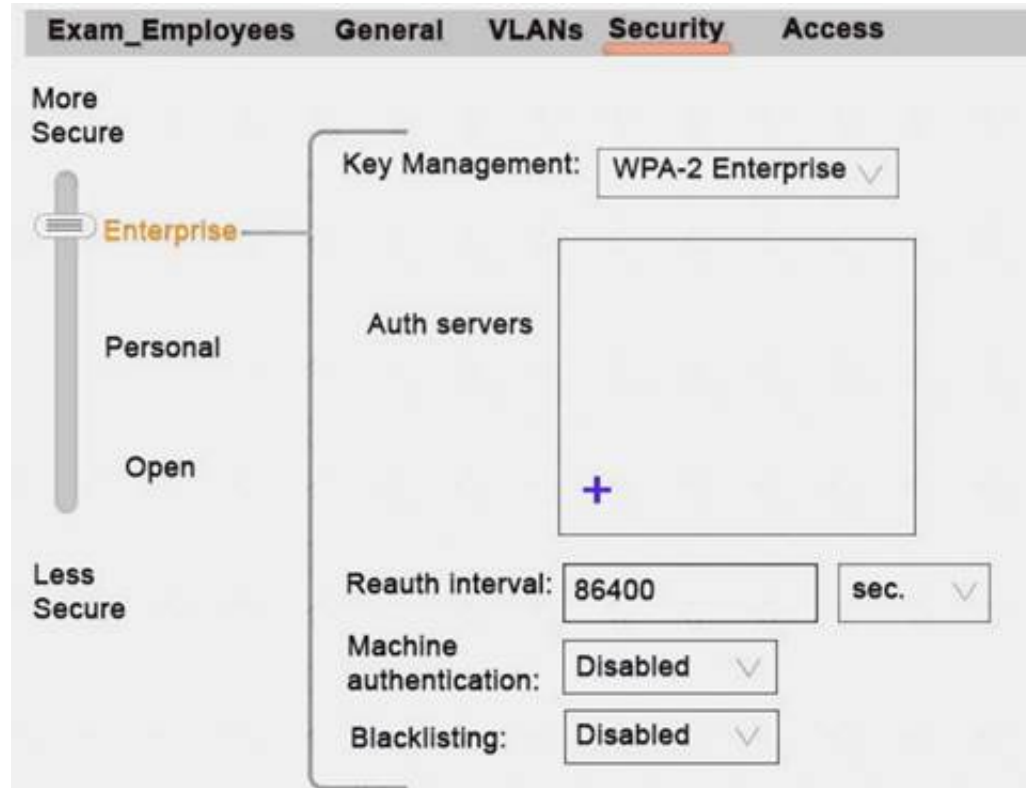 Exam_Employees General VLANs Security Access
More
Secure
Key Management: WPA-2 Enterprise
Enterprise
Auth servers
Personal
Open
Less
Secure
Reauth interval: 86400 sec.
Machine
authentication: Disabled
Blacklisting: Disabled